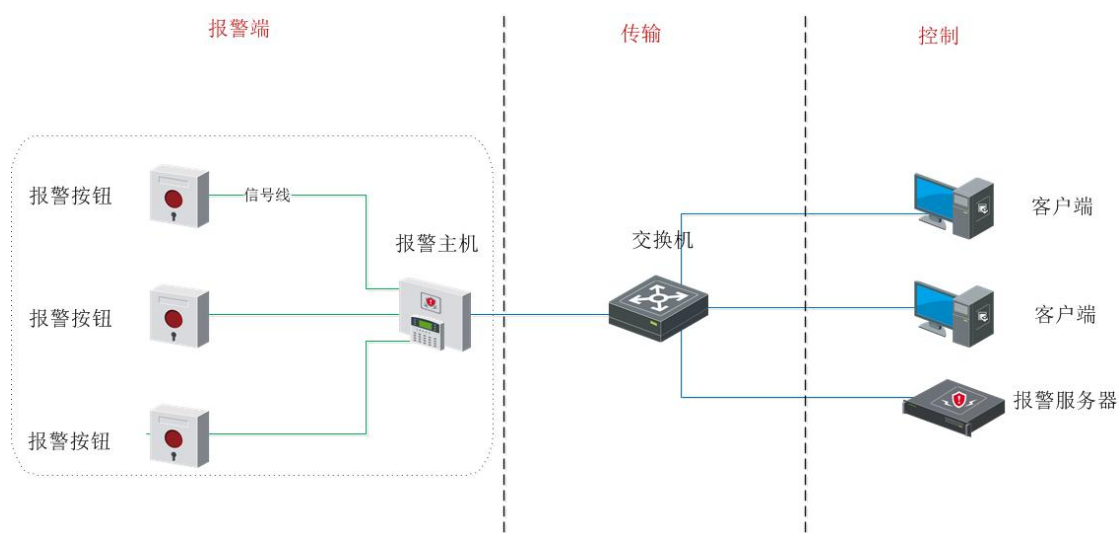 报警端
传输
控制
报警按钮
信号线
报警主机
交换机
客户端
报警按钮
客户端
报警按钮
报警服务器